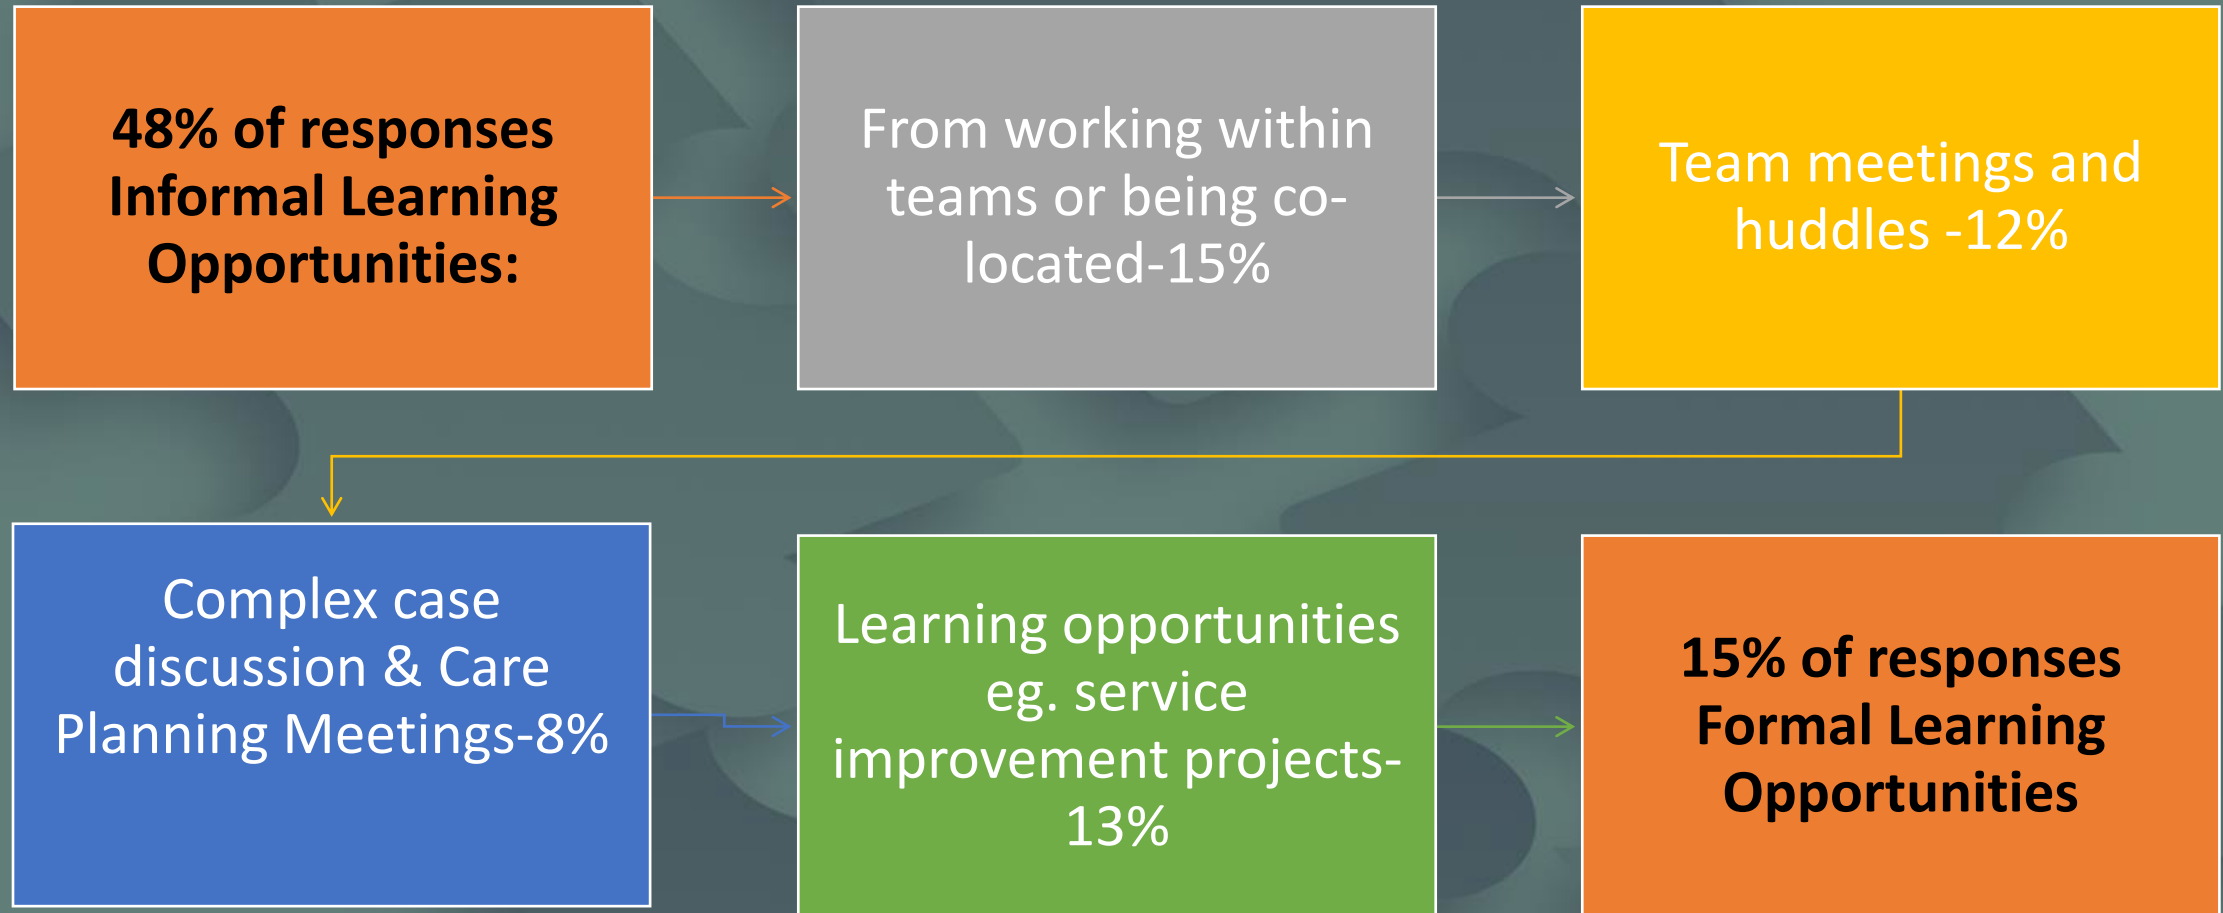 48% of responses
Informal Learning
Opportunities:
From working within
teams or being co-
located-15%
Team meetings and
huddles -12%
Complex case
discussion & Care
Planning Meetings-8%
Learning opportunities
eg. service
improvement projects-
13%
15% of responses
Formal Learning
Opportunities